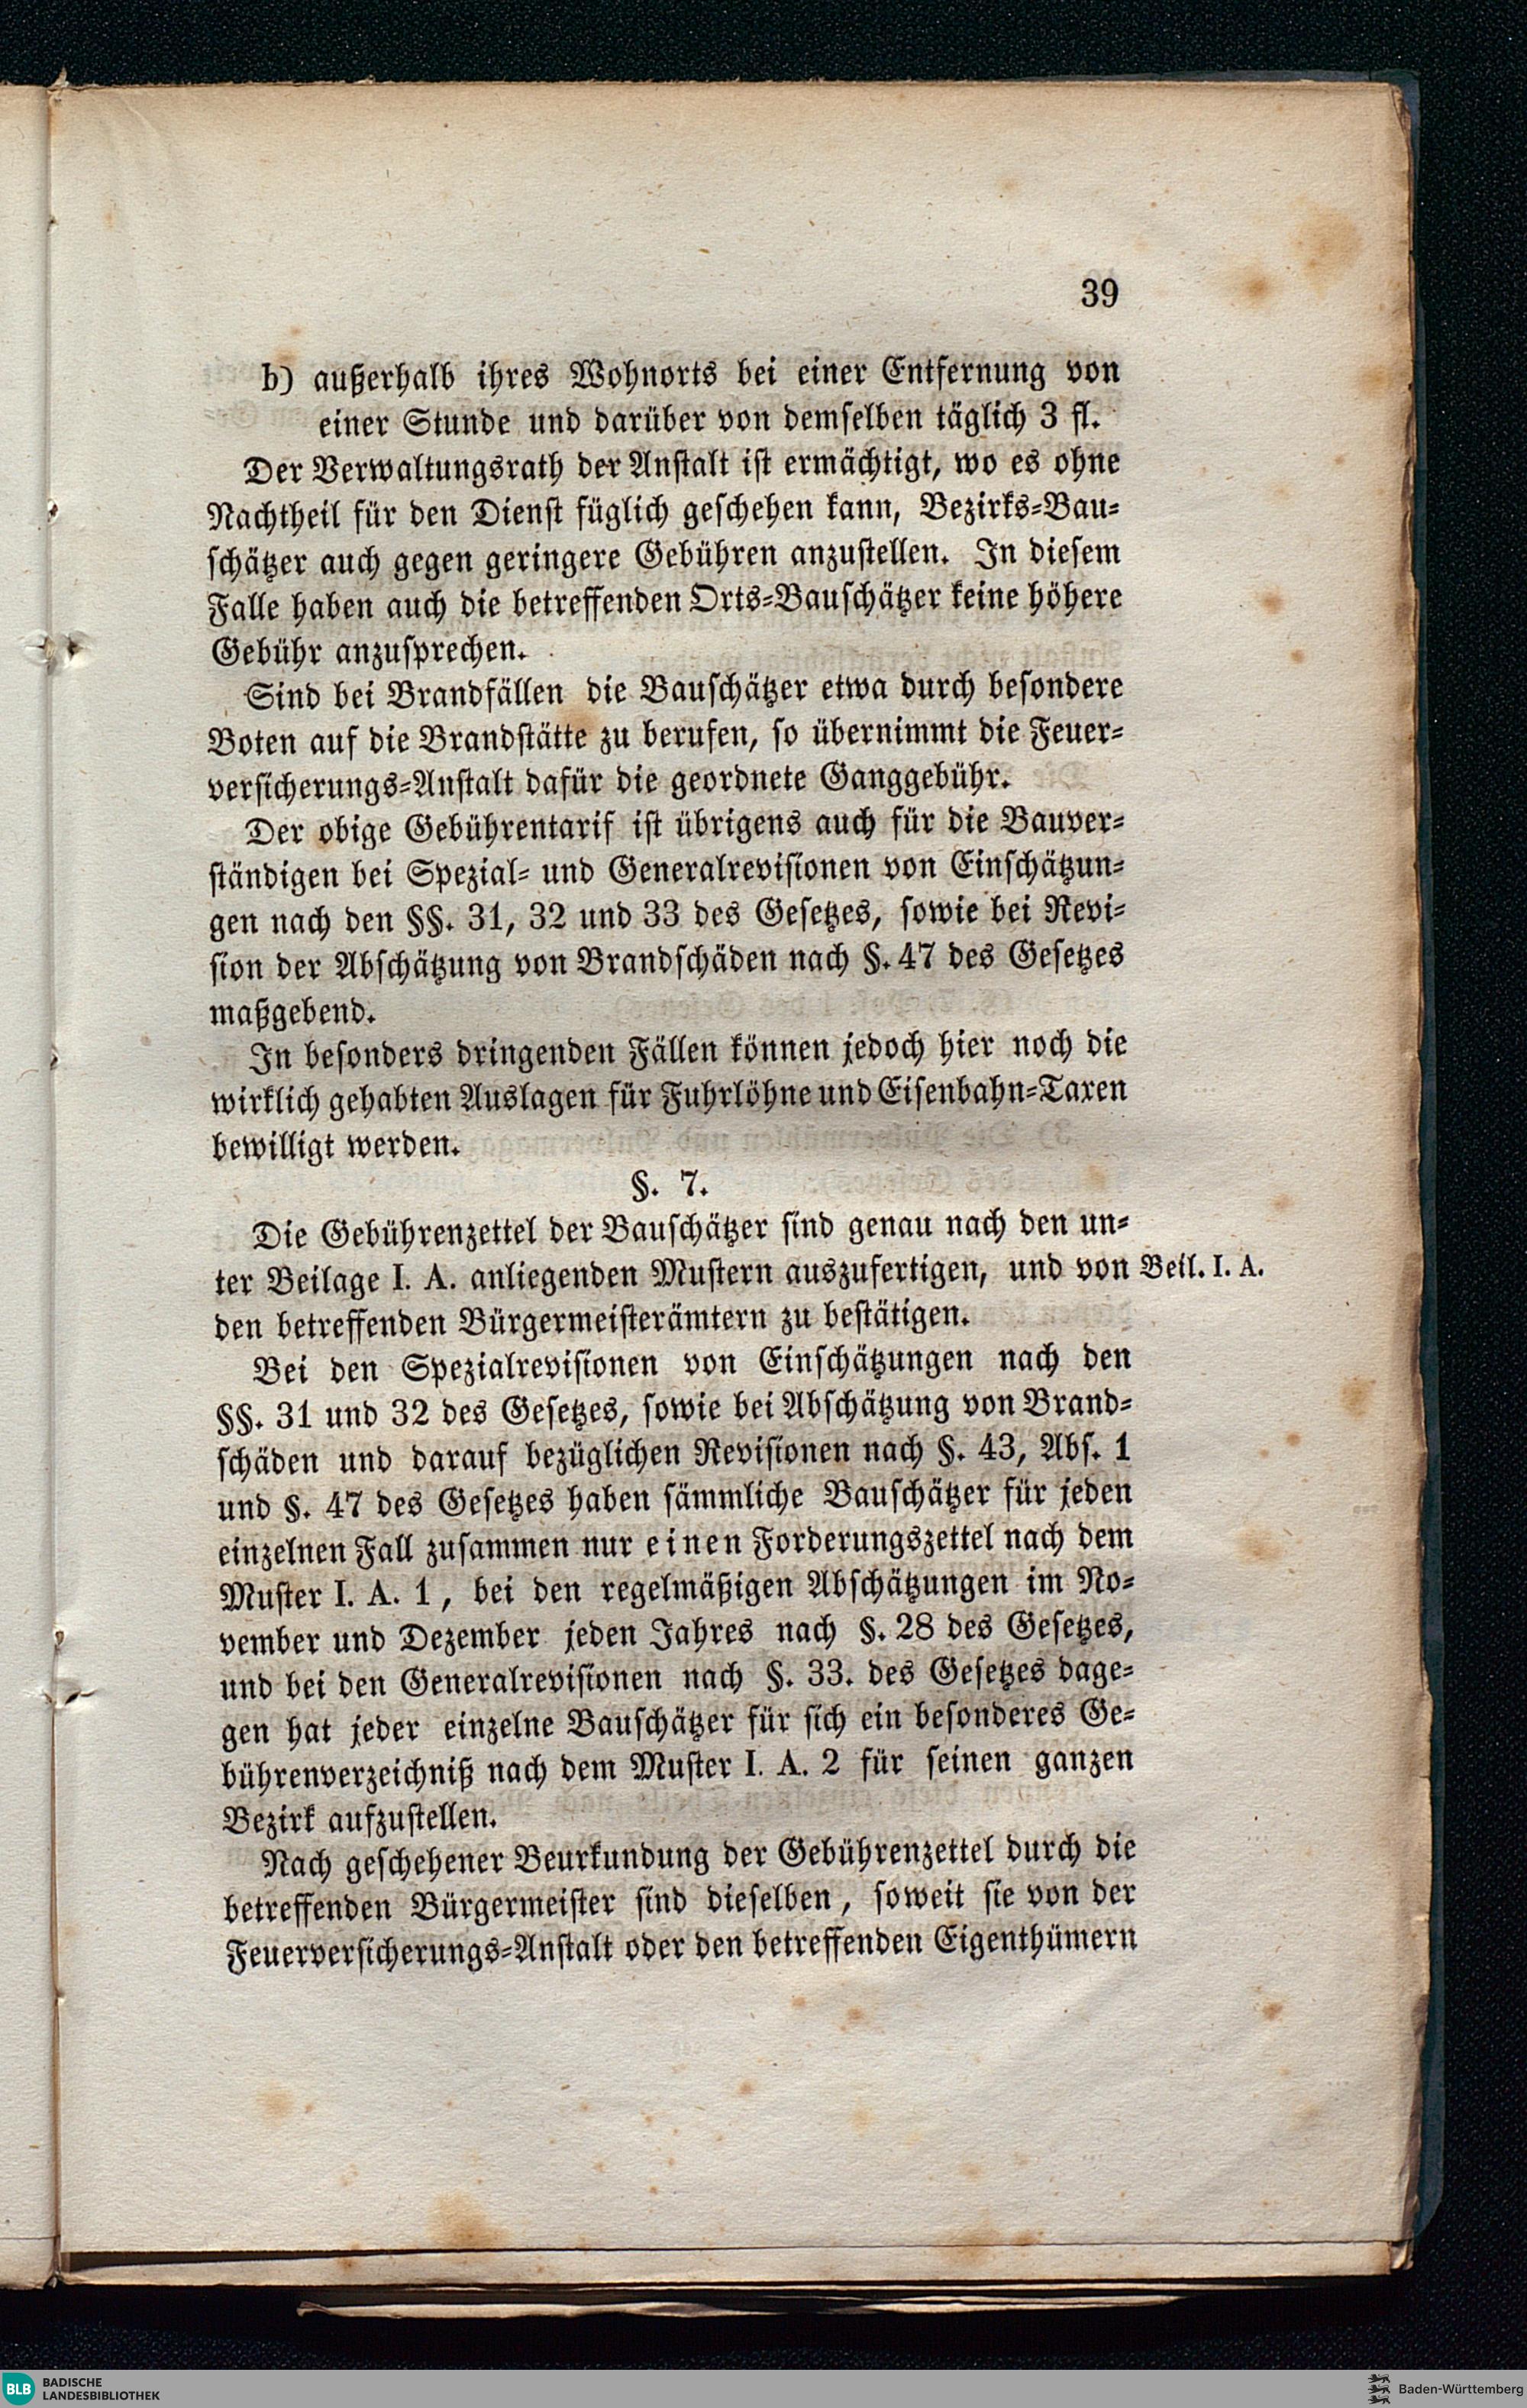 39
b) außerhalb ihres Wohnorts bei einer Entfernung von
einer Stunde und darüber von demselben täglich 3 fl.
Der Verwaltungsrath der Anstalt ist ermächtigt, wo es ohne
Nachtheil für den Dienst füglich geschehen kann, Bezirks-Bau-
schätzer auch gegen geringere Gebühren anzustellen. In diesem
Falle haben auch die betreffenden Orts-Bauschätzer keine höhere
Gebühr anzusprechen.
Sind bei Brandfällen die Bauschätzer etwa durch besondere
Boten auf die Brandstätte zu berufen, so übernimmt die Feuer-
versicherungs-Anstalt dafür die geordnete Ganggebühr.
Der obige Gebührentarif ist übrigens auch für die Bauver-
ständigen bei Spezial- und Generalrevisionen von Einschätzun-
gen nach den §§. 31, 32 und 33 des Gesetzes, sowie bei Revi-
sion der Abschätzung von Brandschäden nach §. 47 des Gesetzes
maßgebend.
In besonders dringenden Fällen können jedoch hier noch die
wirklich gehabten Auslagen für Fuhrlöhne und Eisenbahn-Taxen
bewilligt werden.
§. 7.
Die Gebührenzettel der Bauschätzer sind genau nach den un-
ter Beilage I. A. anliegenden Mustern auszufertigen, und von Beil. I. A.
den betreffenden Bürgermeisterämtern zu bestätigen.
Bei den Spezialrevisionen von Einschätzungen nach den
§§. 31 und 32 des Gesetzes, sowie bei Abschätzung von Brand-
schäden und darauf bezüglichen Revisionen nach §. 43, Abs. 1
und §. 47 des Gesetzes haben sämmliche Bauschätzer für jeden
einzelnen Fall zusammen nur einen Forderungszettel nach dem
Muster I. A. 1, bei den regelmäßigen Abschätzungen im No-
vember und Dezember jeden Jahres nach §. 28 des Gesetzes,
und bei den Generalrevisionen nach §. 33. des Gesetzes dage-
gen hat jeder einzelne Bauschätzer für sich ein besonderes Ge-
bührenverzeichniß nach dem Muster I. A. 2 für seinen ganzen
Bezirk aufzustellen.
Nach geschehener Beurkundung der Gebührenzettel durch die
betreffenden Bürgermeister sind dieselben, soweit sie von der
Feuerversicherungs-Anstalt oder den betreffenden Eigenthümern
BLB BADISCHE
LANDESBIBLIOTHEK
Baden-Württemberg